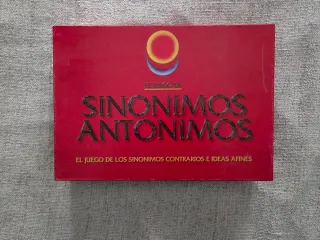 SINONIMOS
ANTONIMOS
EL JUEGO DE LOS SINONIMOS CONTRARIOS E IDEAS AFINES